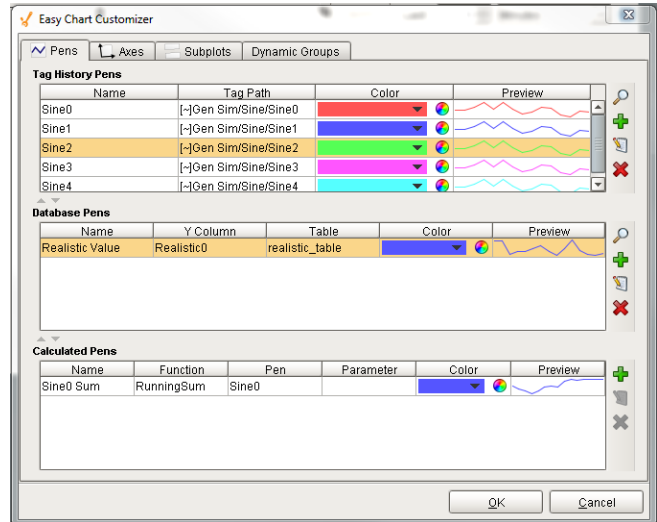 Easy Chart Customizer
Pens Axes Subplots Dynamic Groups
Tag History Pens
Name Tag Path Color Preview
Sine0 [~]Gen Sim/Sine/Sine0
Sine1 [~]Gen Sim/Sine/Sine1
Sine2 [~]Gen Sim/Sine/Sine2
Sine3 [~]Gen Sim/Sine/Sine3
Sine4 [~]Gen Sim/Sine/Sine4
Database Pens
Name Y Column Table Color Preview
Realistic Value Realistic0 realistic_table
Calculated Pens
Name Function Pen Parameter Color Preview
Sine0 Sum RunningSum Sine0
OK Cancel